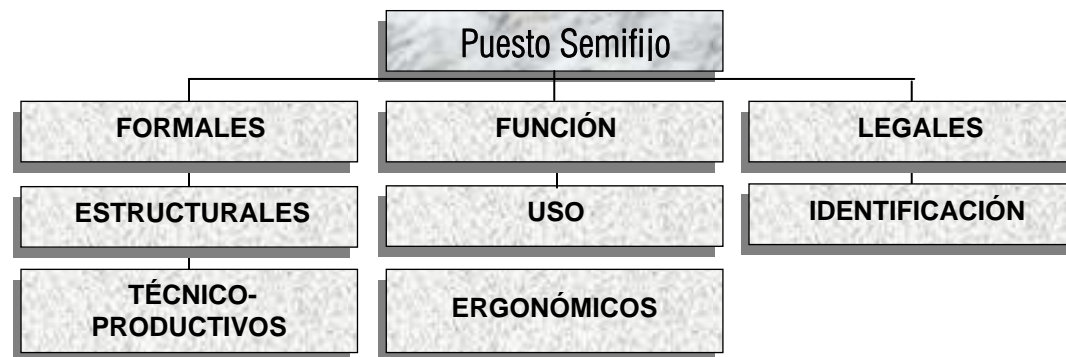 Puesto Semifijo
FORMALES
FUNCIÓN
LEGALES
ESTRUCTURALES
USO
IDENTIFICACIÓN
TÉCNICO-
PRODUCTIVOS
ERGONÓMICOS